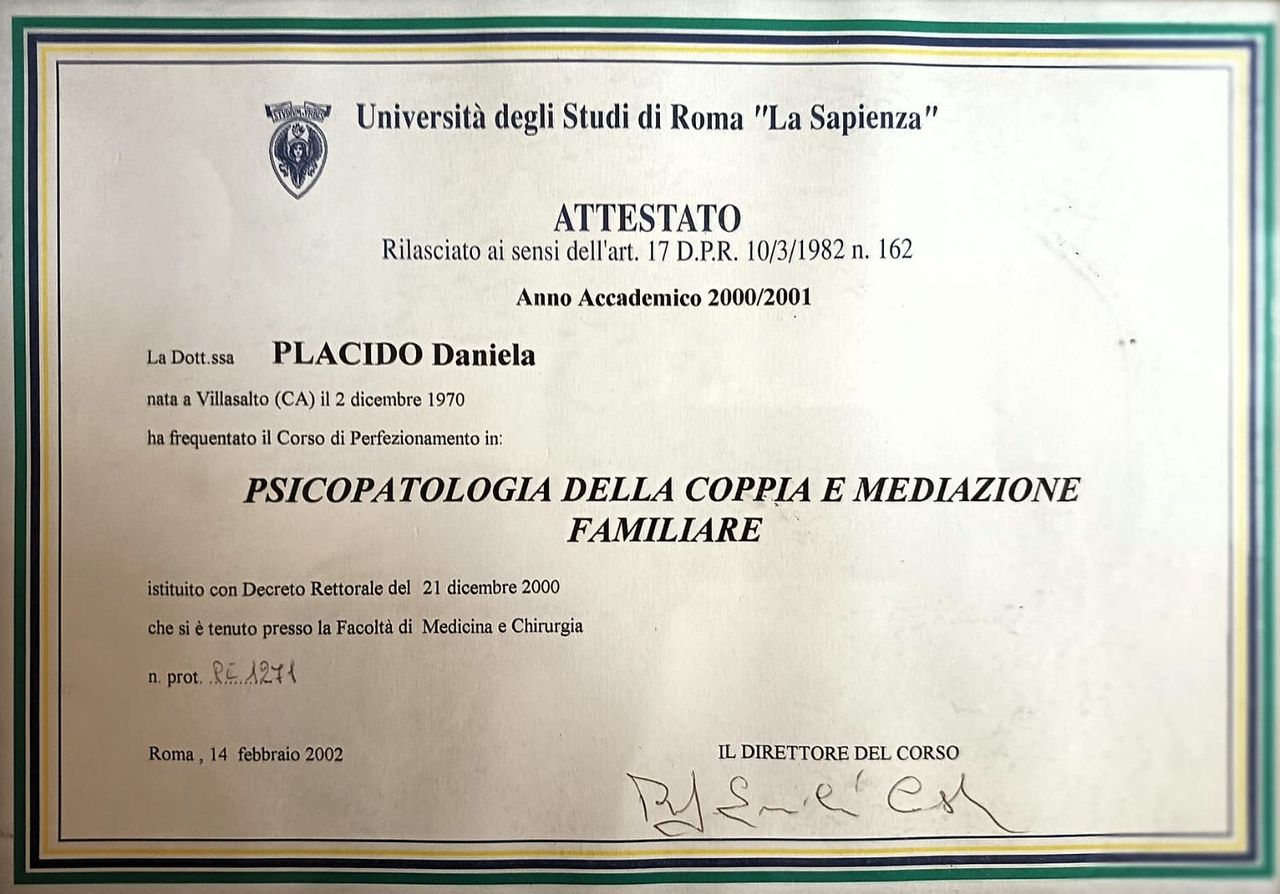 Università degli Studi di Roma "La Sapienza"
ATTESTATO
Rilasciato ai sensi dell'art. 17 D.P.R. 10/3/1982 n. 162
Anno Accademico 2000/2001
La Dott.ssa PLACIDO Daniela
nata a Villasalto (CA) il 2 dicembre 1970
ha frequentato il Corso di Perfezionamento in:
PSICOPATOLOGIA DELLA COPPIA E MEDIAZIONE
FAMILIARE
istituito con Decreto Rettorale del 21 dicembre 2000
che si è tenuto presso la Facoltà di Medicina e Chirurgia
n. prot. 1271
Roma , 14 febbraio 2002
IL DIRETTORE DEL CORSO